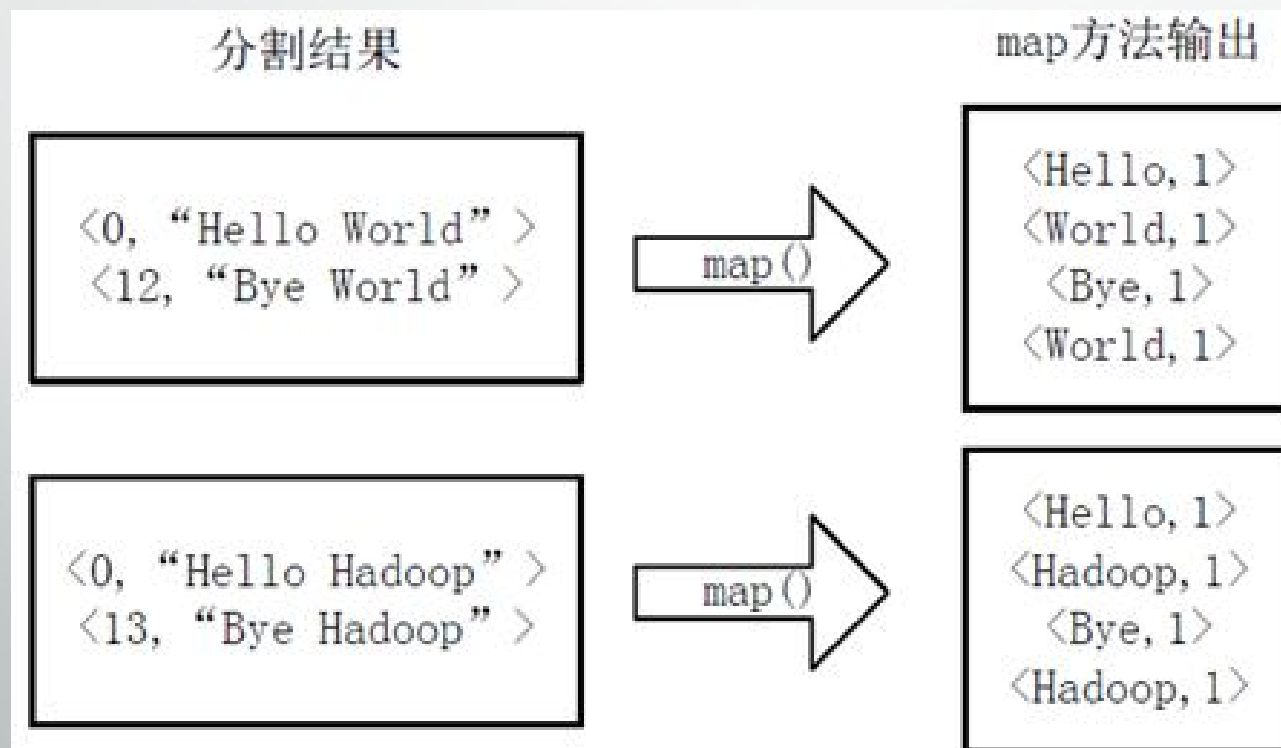 分割结果
map方法输出
<0, “Hello World” >
<12, “Bye World” >
map()
<Hello, 1>
<World, 1>
<Bye, 1>
<World, 1>
<0, “Hello Hadoop” >
<13, “Bye Hadoop” >
map()
<Hello, 1>
<Hadoop, 1>
<Bye, 1>
<Hadoop, 1>